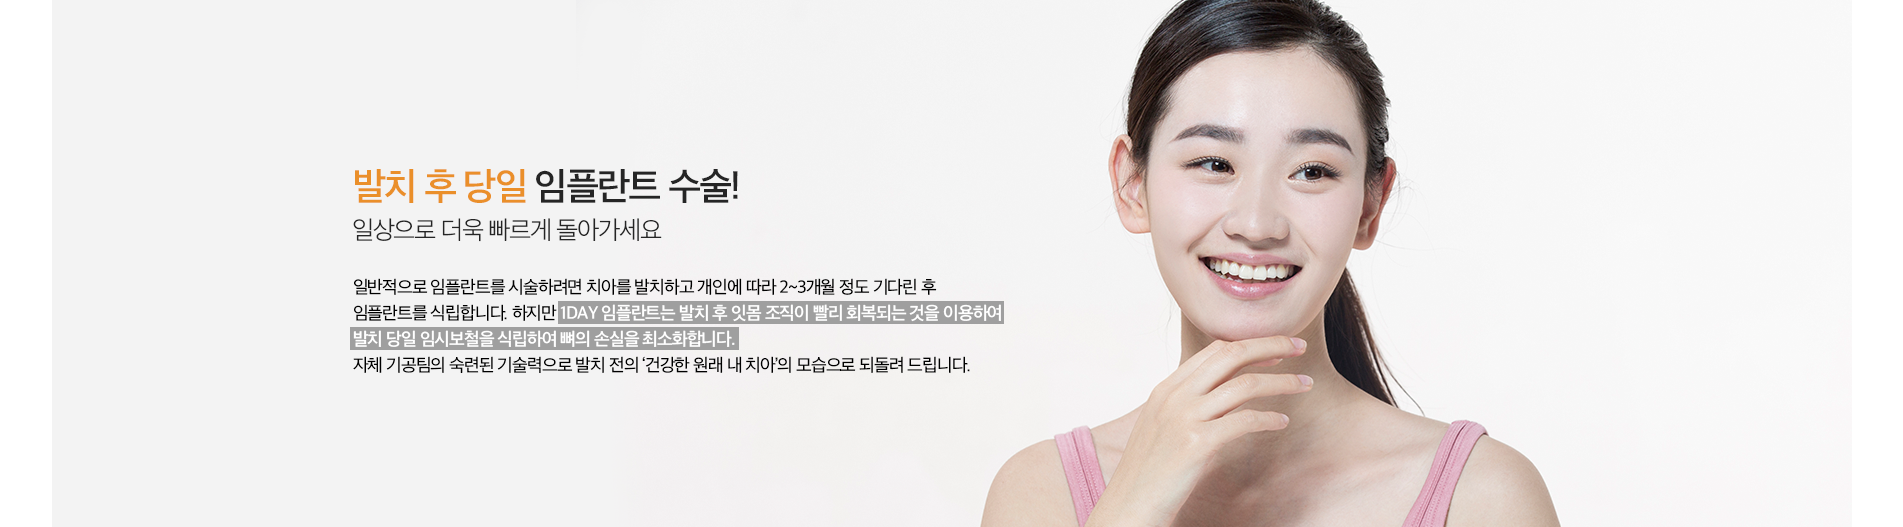 발치 후 당일 임플란트 수술!
일상으로 더욱 빠르게 돌아가세요
일반적으로 임플란트를 시술하려면 치아를 발치하고 개인에 따라 2~3개월 정도 기다린 후
임플란트를 식립합니다. 하지만 1DAY 임플란트는 발치 후 잇몸 조직이 빨리 회복되는 것을 이용하여
발치 당일 임시보철을 식립하여 뼈의 손실을 최소화합니다.
자체 기공팀의 숙련된 기술력으로 발치 전의 ‘건강한 원래 내 치아’의 모습으로 되돌려 드립니다.